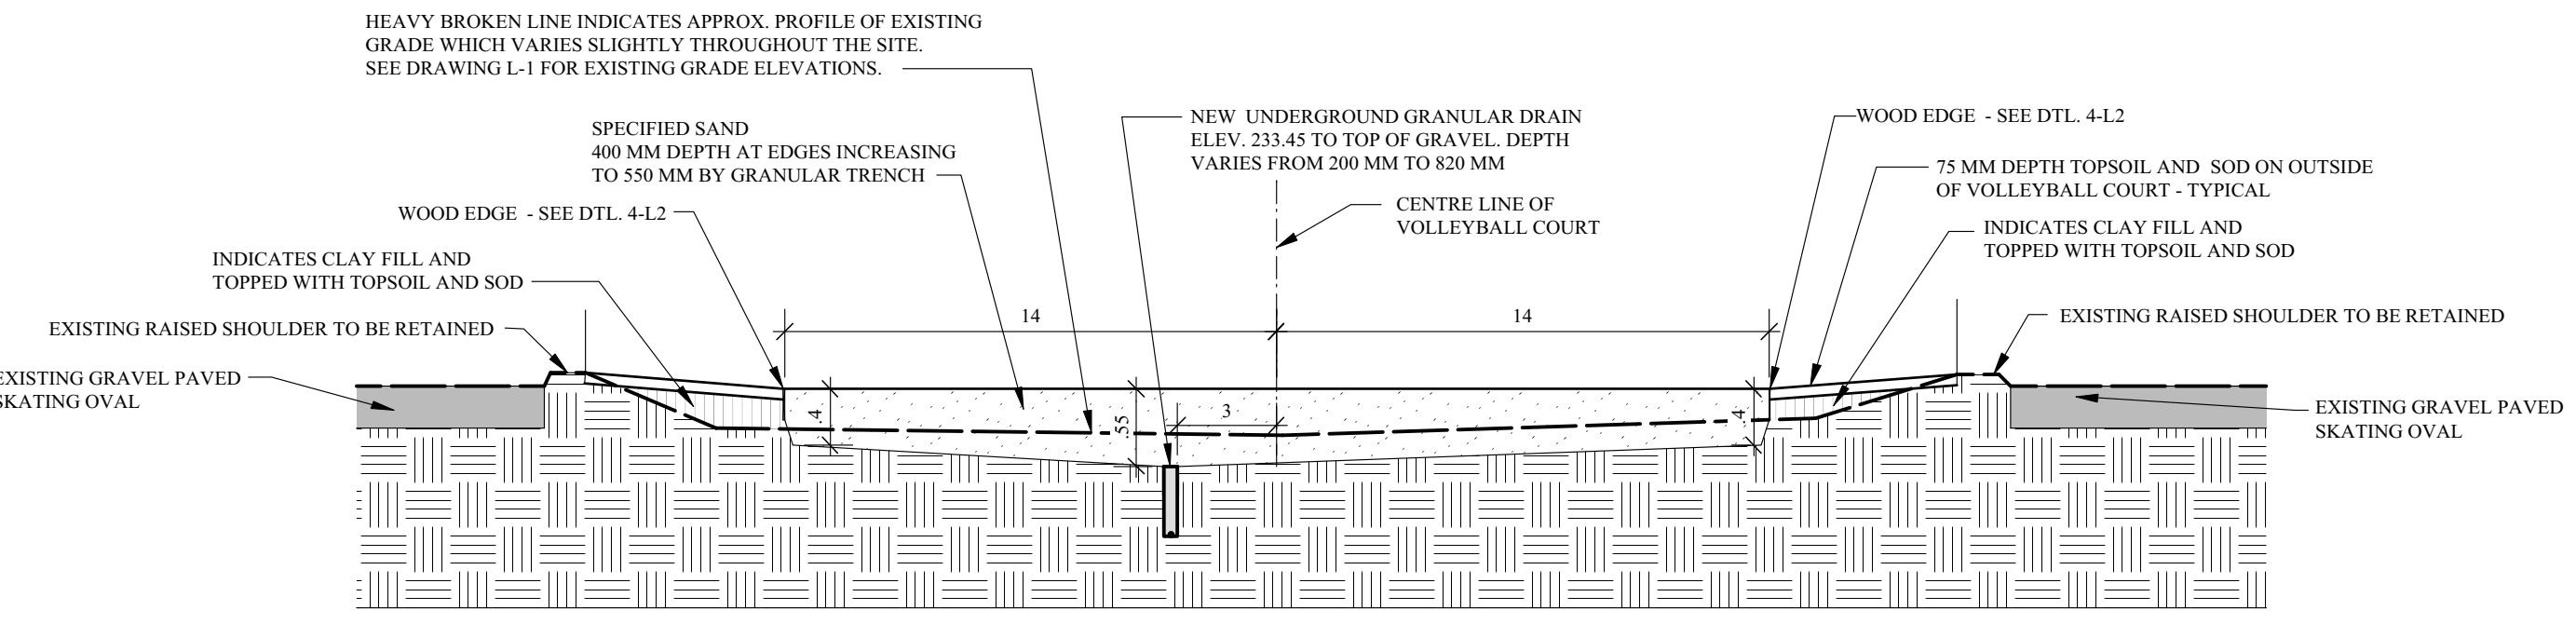 HEAVY BROKEN LINE INDICATES APPROX. PROFILE OF EXISTING
GRADE WHICH VARIES SLIGHTLY THROUGHOUT THE SITE.
SEE DRAWING L-1 FOR EXISTING GRADE ELEVATIONS.
SPECIFIED SAND
400 MM DEPTH AT EDGES INCREASING
TO 550 MM BY GRANULAR TRENCH
WOOD EDGE - SEE DTL. 4-L2
INDICATES CLAY FILL AND
TOPPED WITH TOPSOIL AND SOD
EXISTING RAISED SHOULDER TO BE RETAINED
EXISTING GRAVEL PAVED
SKATING OVAL
NEW UNDERGROUND GRANULAR DRAIN
ELEV. 233.45 TO TOP OF GRAVEL. DEPTH
VARIES FROM 200 MM TO 820 MM
CENTRE LINE OF
VOLLEYBALL COURT
WOOD EDGE - SEE DTL. 4-L2
75 MM DEPTH TOPSOIL AND SOD ON OUTSIDE
OF VOLLEYBALL COURT - TYPICAL
INDICATES CLAY FILL AND
TOPPED WITH TOPSOIL AND SOD
EXISTING RAISED SHOULDER TO BE RETAINED
EXISTING GRAVEL PAVED
SKATING OVAL
14
14
.4
.55
3
.4